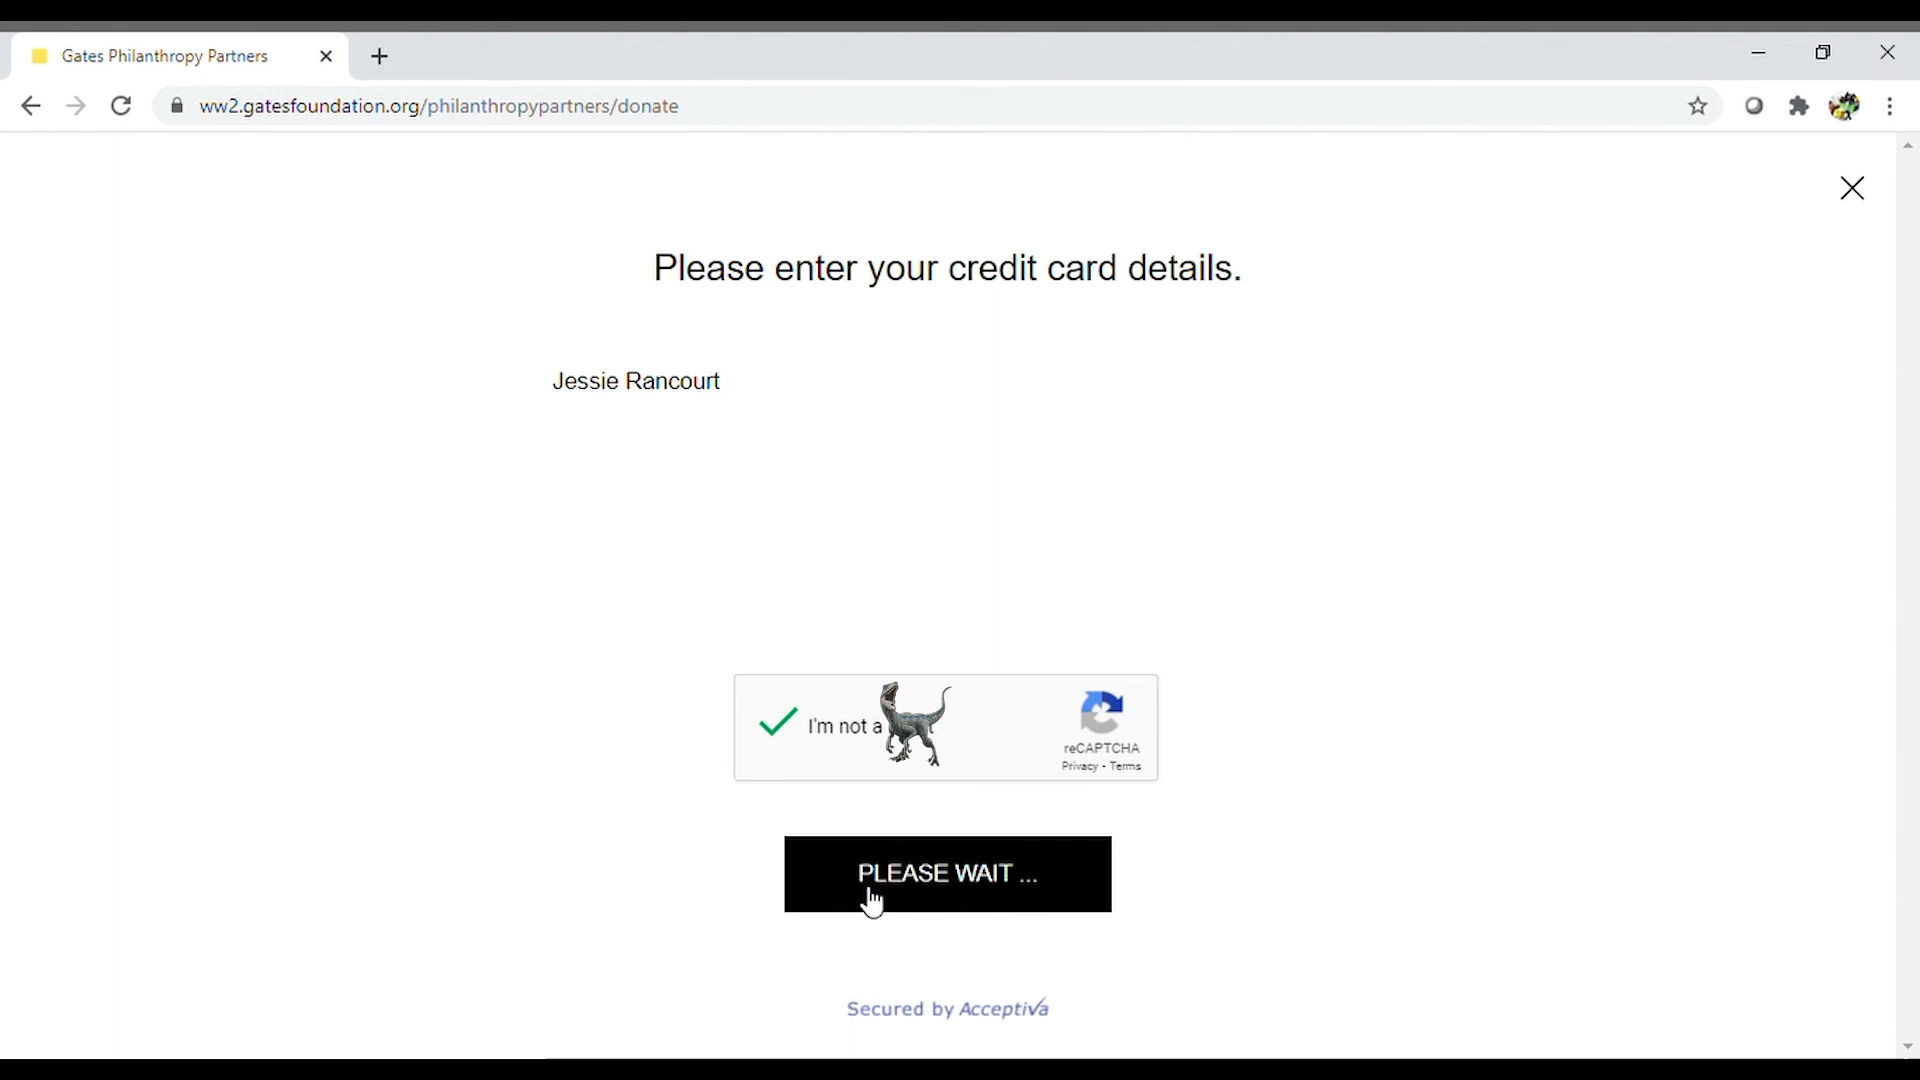 Gates Philanthropy Partners
ww2.gatesfoundation.org/philanthropypartners/donate
Please enter your credit card details.
Jessie Rancourt
I'm not a
reCAPTCHA
Privacy - Terms
PLEASE WAIT ...
Secured by Acceptiva